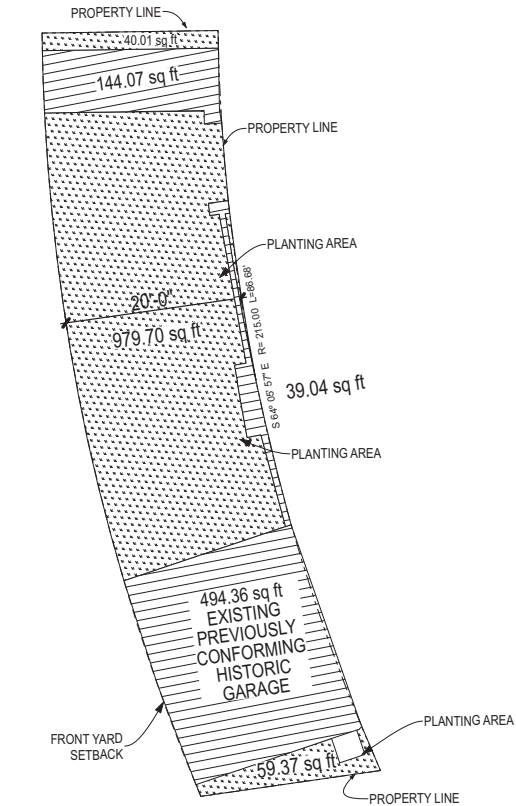 PROPERTY LINE
40.01 sq ft
144.07 sq ft
PROPERTY LINE
PLANTING AREA
20'-0"
979.70 sq ft
S 64° 05' 57" E R= 215.00 L=86.68'
39.04 sq ft
PLANTING AREA
494.36 sq ft
EXISTING
PREVIOUSLY
CONFORMING
HISTORIC
GARAGE
FRONT YARD
SETBACK
PLANTING AREA
59.37 sq ft
PROPERTY LINE